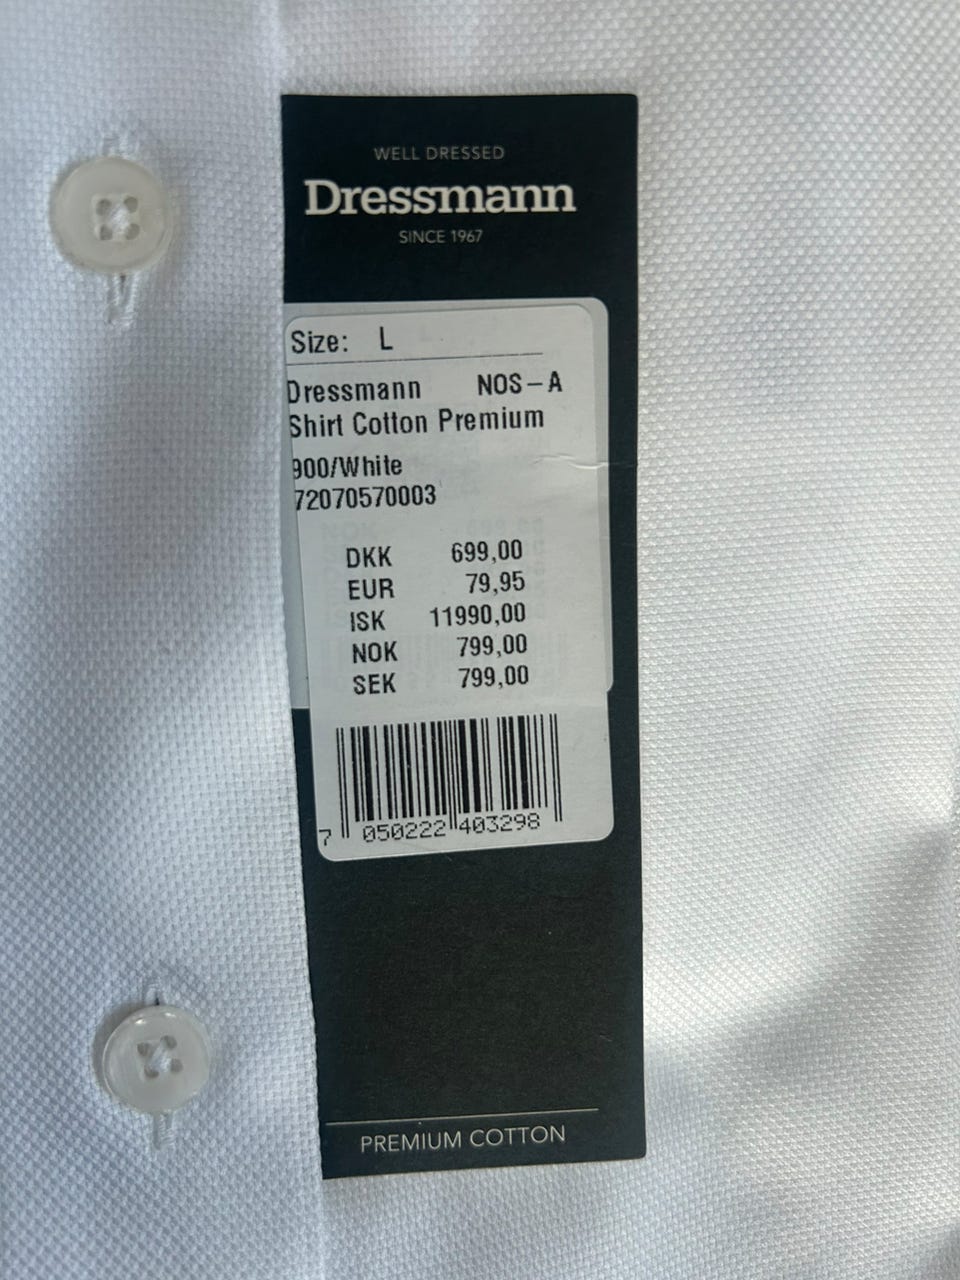 WELL DRESSED
Dressmann
SINCE 1967
Size: L
Dressmann NOS-A
Shirt Cotton Premium
900/White
72070570003
DKK 699,00
EUR 79,95
ISK 11990,00
NOK 799,00
SEK 799,00
7 050222 403298
PREMIUM COTTON